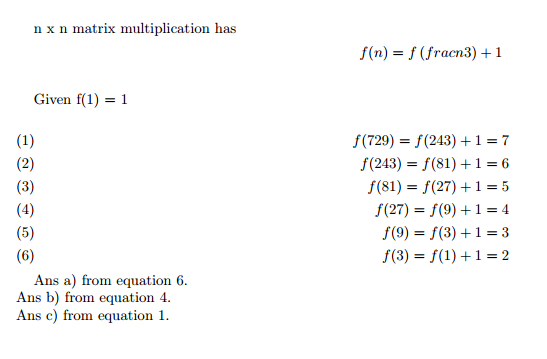 n x n matrix multiplication has
f(n) = f (fracn3) + 1
Given f(1) = 1
(1) f(729) = f(243) + 1 = 7
(2) f(243) = f(81) + 1 = 6
(3) f(81) = f(27) + 1 = 5
(4) f(27) = f(9) + 1 = 4
(5) f(9) = f(3) + 1 = 3
(6) f(3) = f(1) + 1 = 2
Ans a) from equation 6.
Ans b) from equation 4.
Ans c) from equation 1.